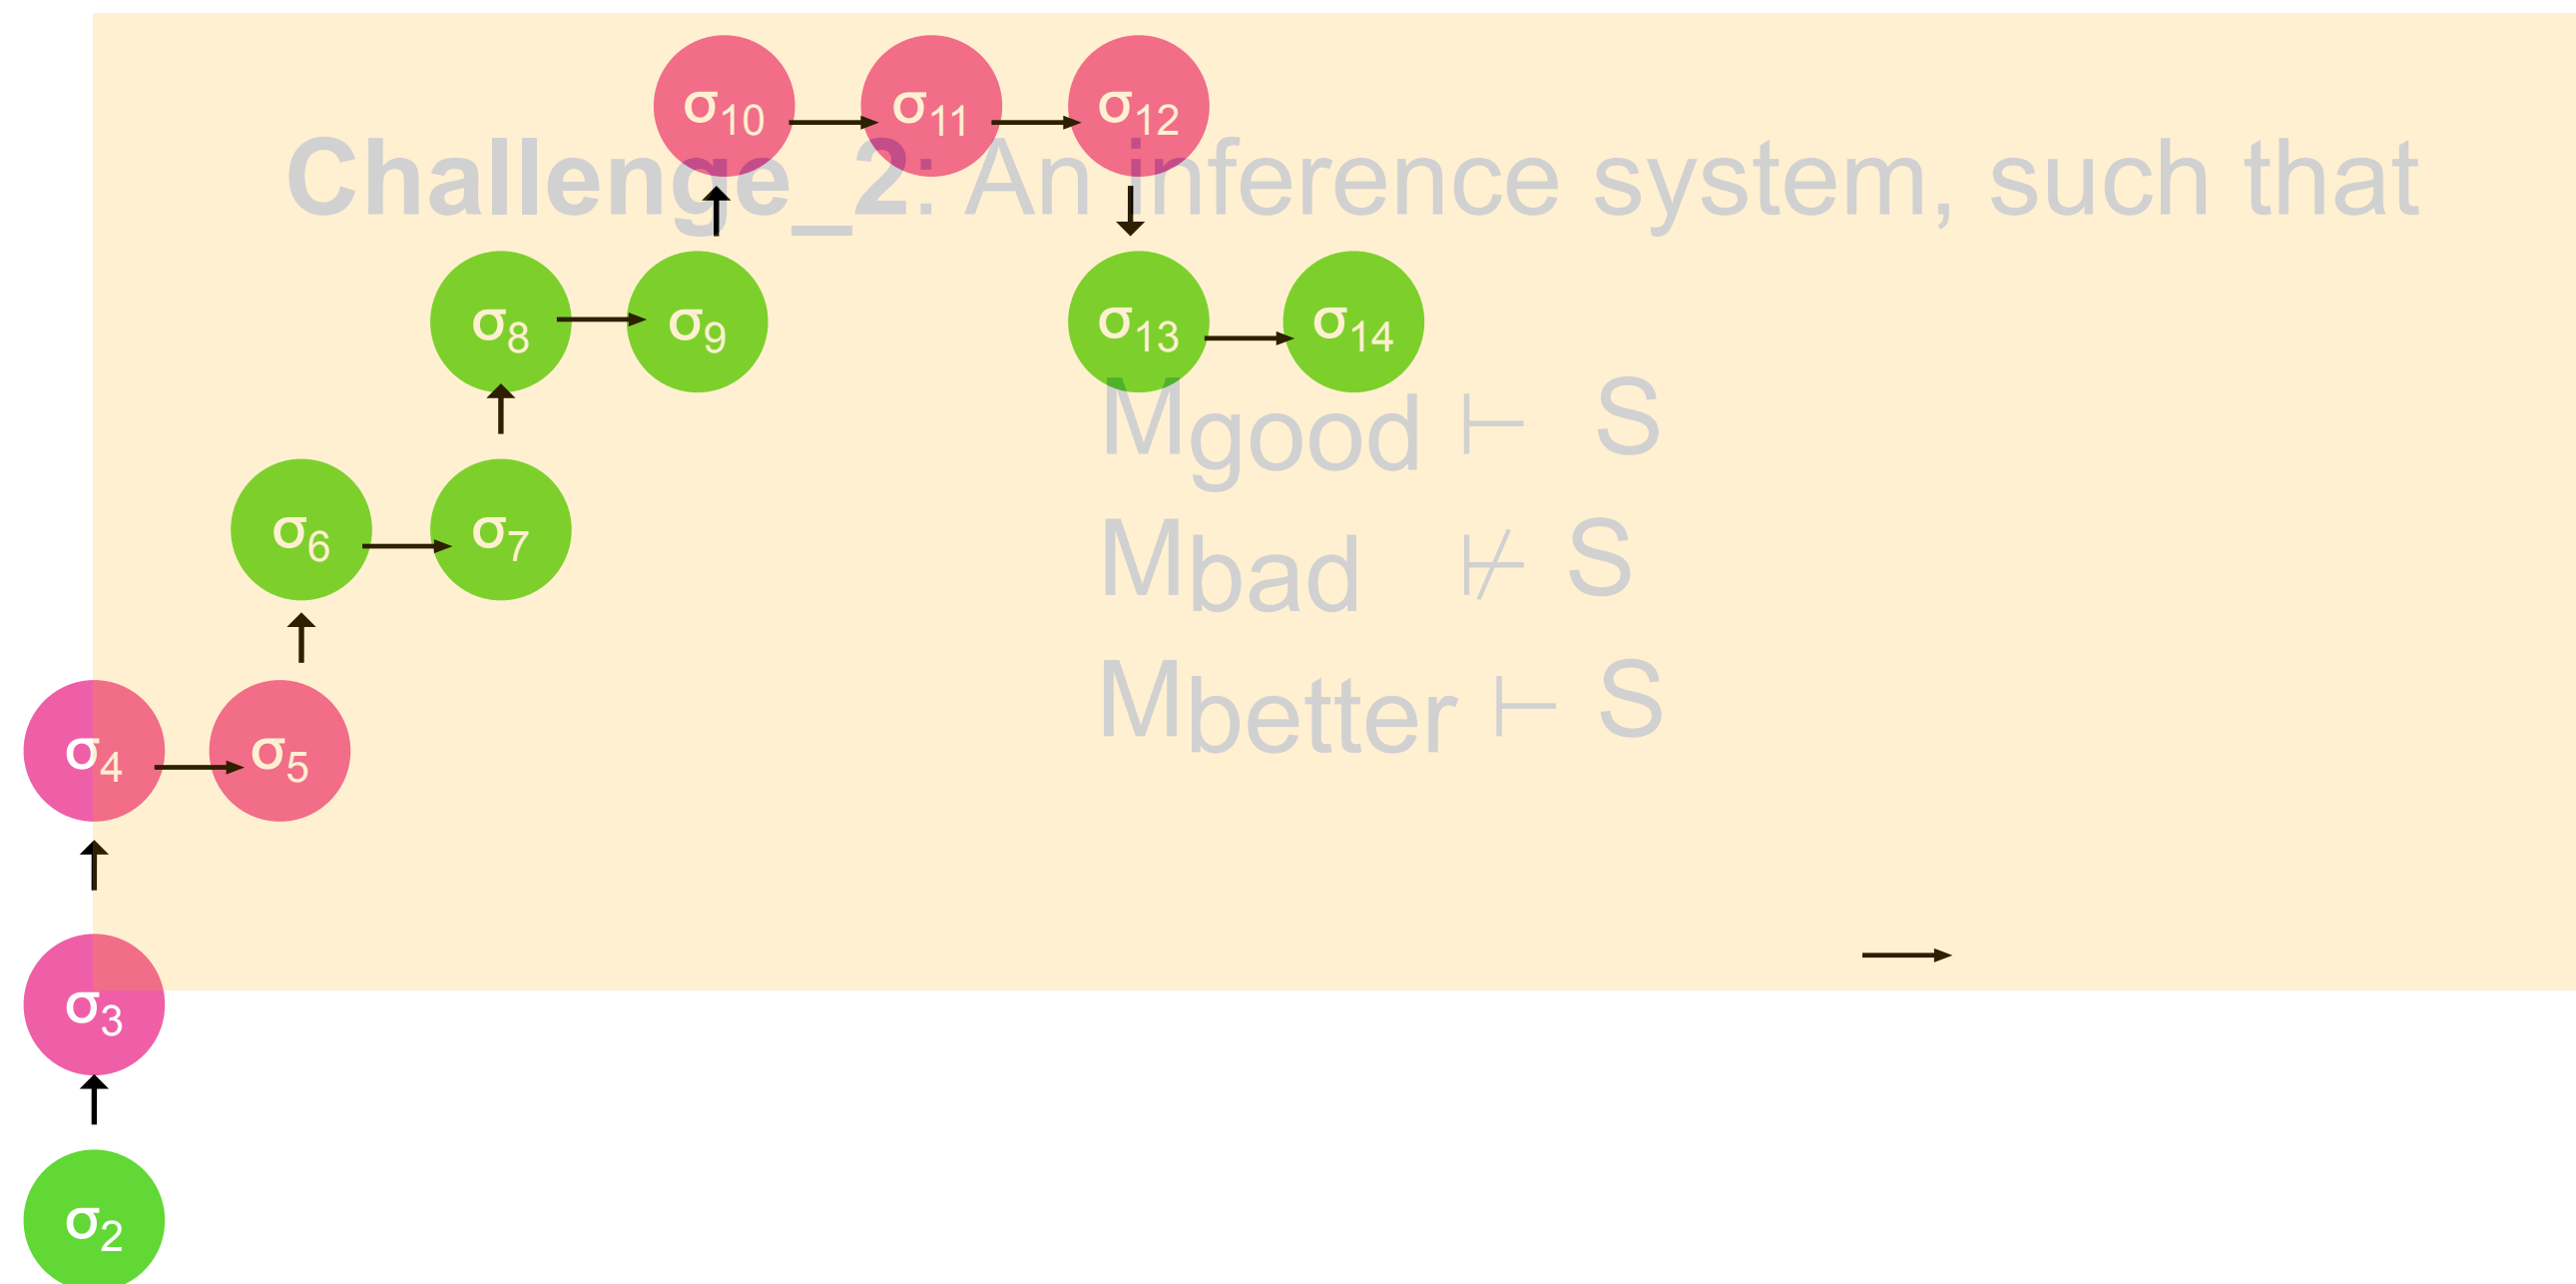 σ10 σ11 σ12
Challenge_2: An inference system, such that
σ8 σ9 σ13 σ14
Mgood ⊢ S
σ6 σ7
Mbad ⊬ S
Mbetter ⊢ S
σ4 σ5
σ3
σ2